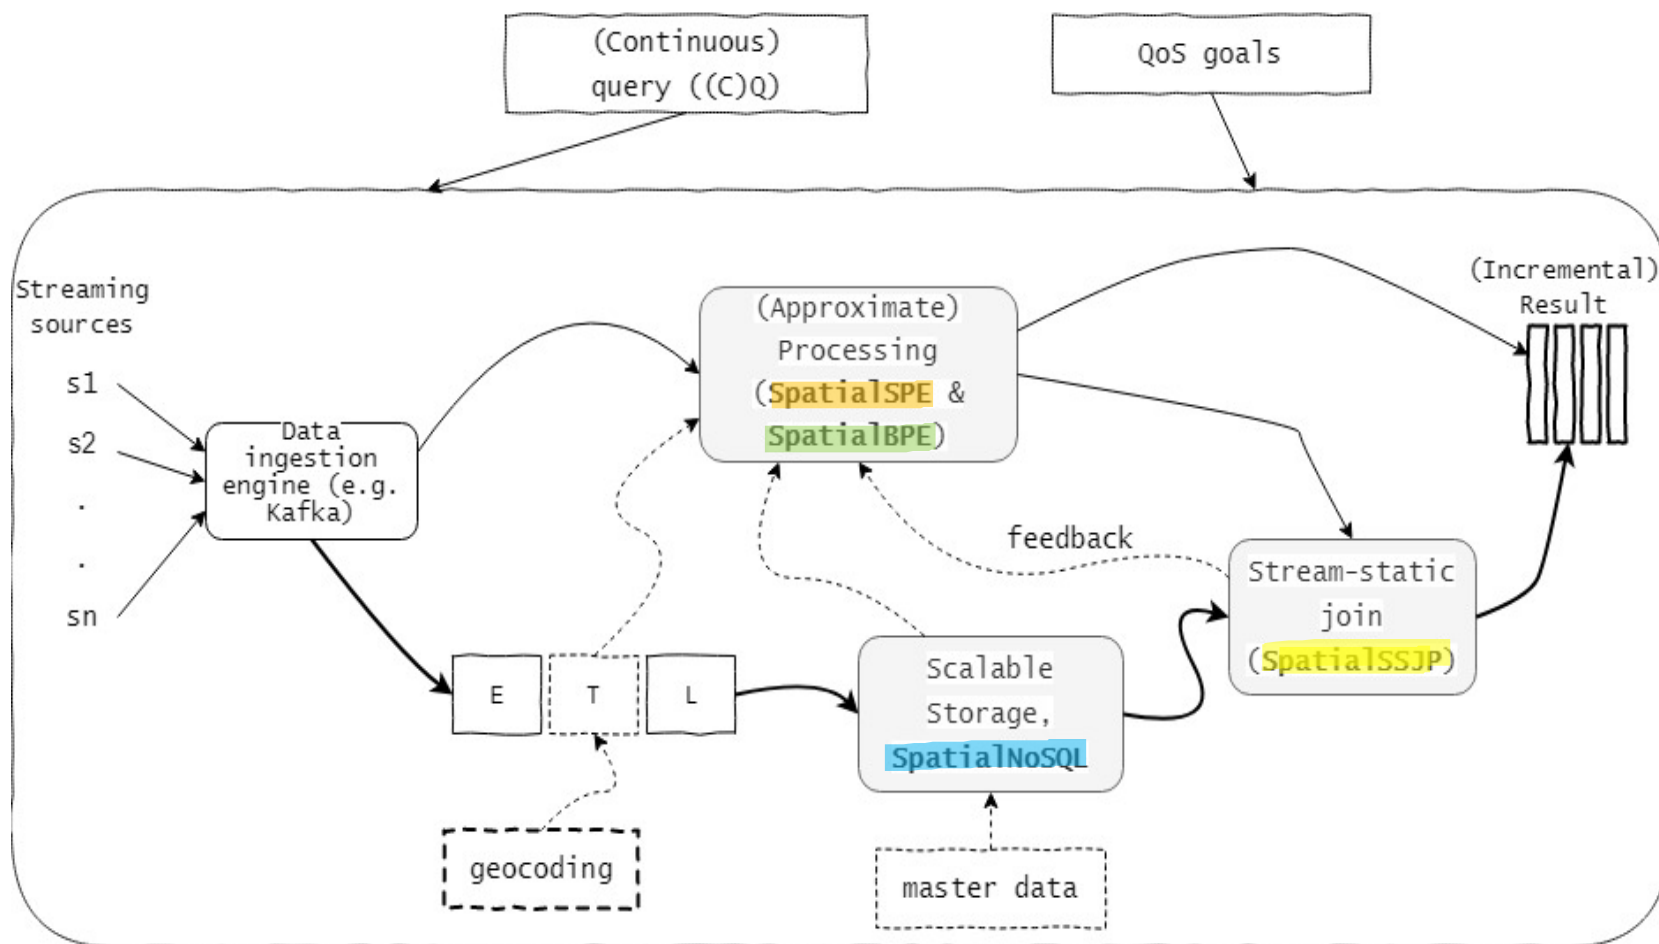 (Continuous)
query ((C)Q)
QoS goals
Streaming
sources
s1
s2
.
.
sn
Data
ingestion
engine (e.g.
Kafka)
(Approximate)
Processing
(SpatialSPE &
SpatialBPE)
(Incremental)
Result
feedback
Stream-static
join
(SpatialSSJP)
E
T
L
Scalable
Storage,
SpatialNoSQL
geocoding
master data